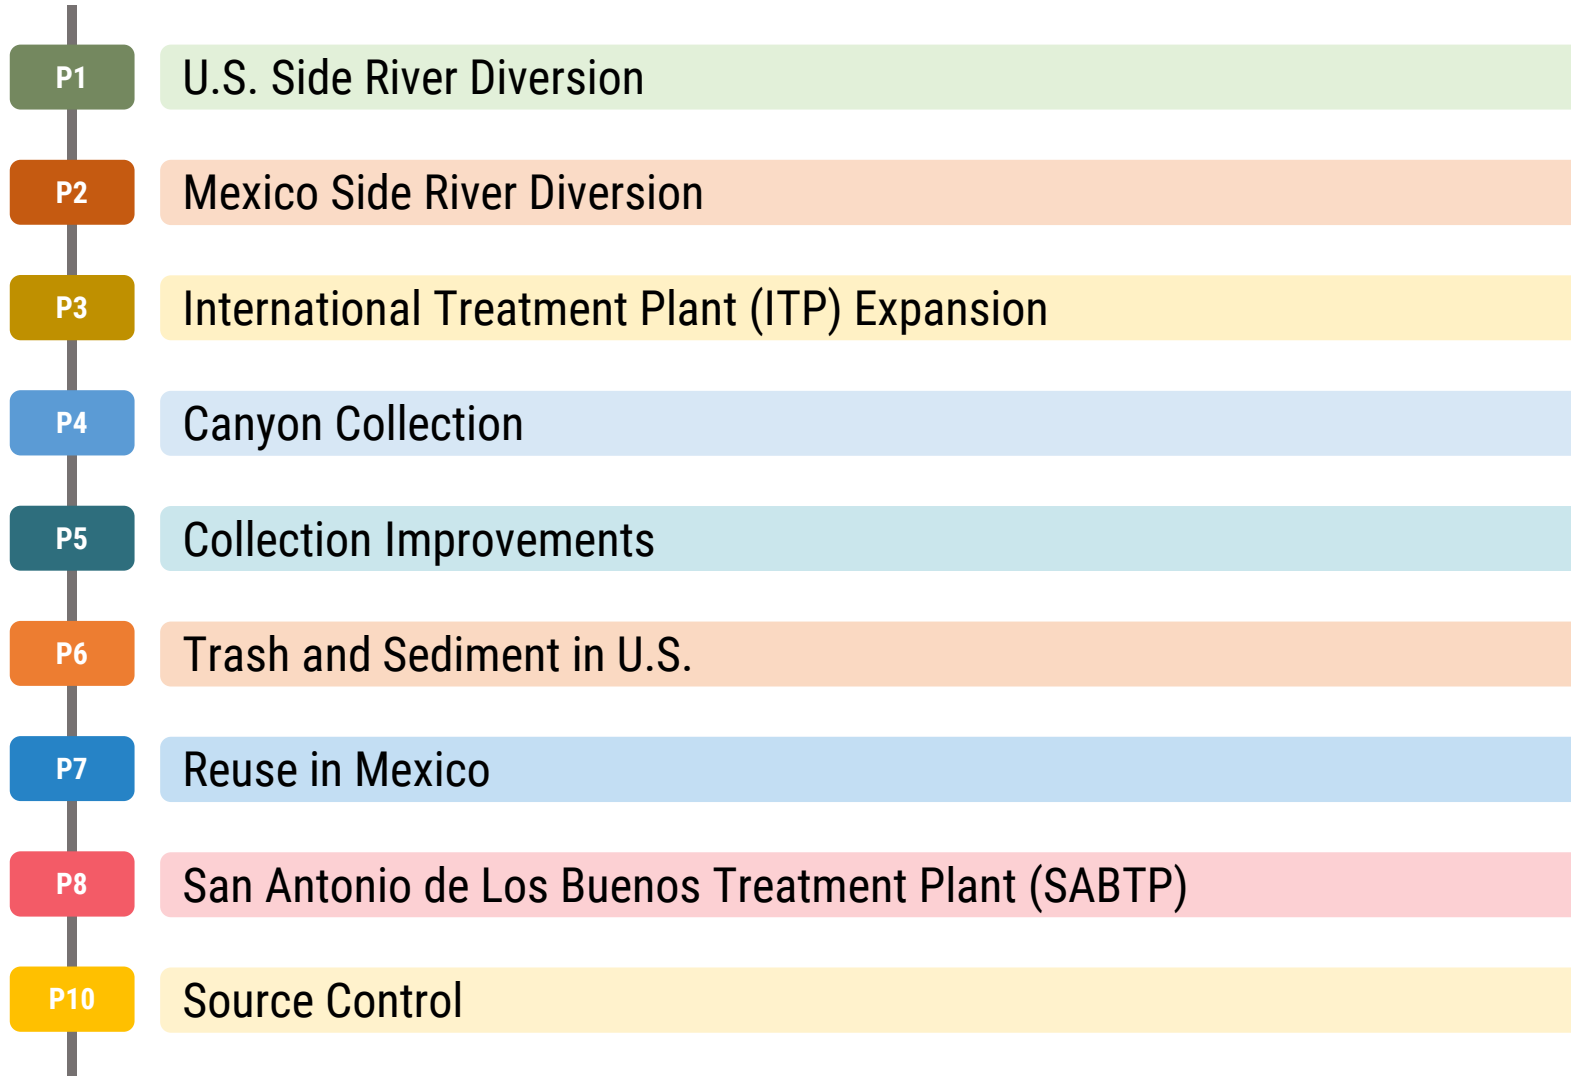 P1 U.S. Side River Diversion
P2 Mexico Side River Diversion
P3 International Treatment Plant (ITP) Expansion
P4 Canyon Collection
P5 Collection Improvements
P6 Trash and Sediment in U.S.
P7 Reuse in Mexico
P8 San Antonio de Los Buenos Treatment Plant (SABTP)
P10 Source Control